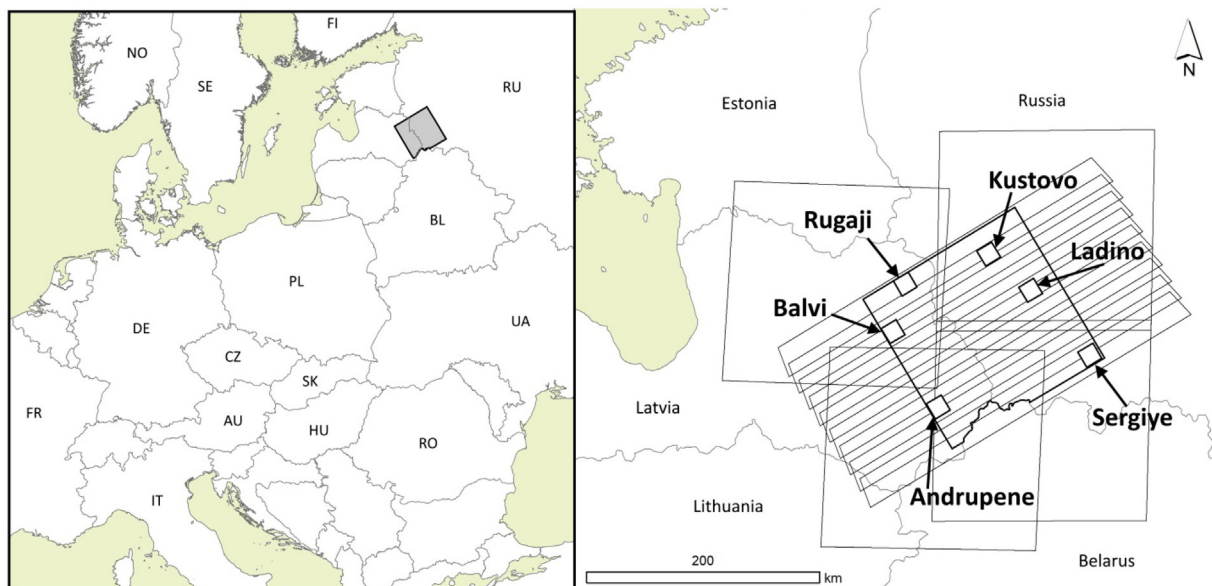 FI
NO
SE
RU
BL
PL
DE
UA
CZ
SK
FR
AU
HU
RO
IT
N
Estonia
Russia
Kustovo
Rugaji
Ladino
Balvi
Latvia
Sergiye
Andrupene
Lithuania
Belarus
200
km